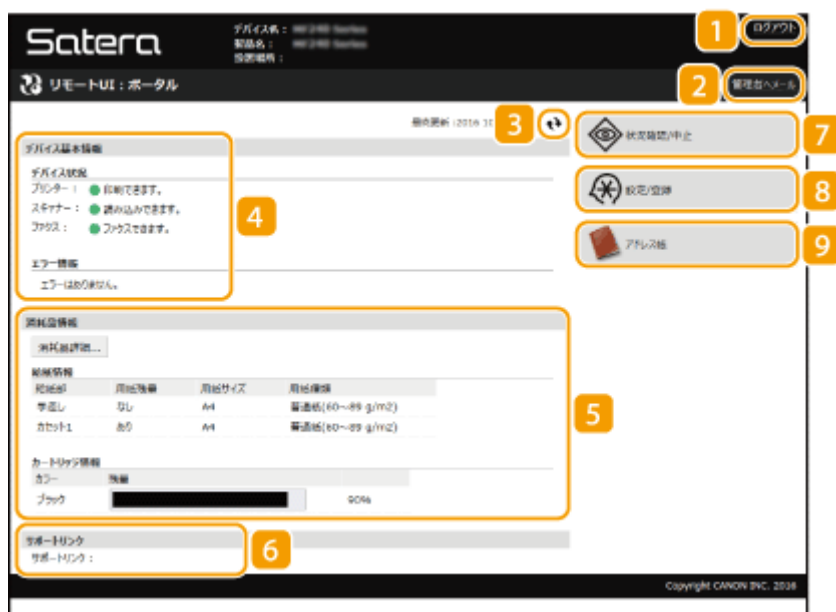 Satera
デバイス名：
製品名：
設置場所：
1
ログアウト
リモートUI：ポータル
2
管理者へメール
最終更新：2016
3
デバイス基本情報
デバイス状況
プリンター： 印刷できます。
スキャナー： 読み込みできます。
ファクス： ファクスできます。
4
エラー情報
エラーはありません。
状況確認/中止
7
設定/登録
8
アドレス帳
9
消耗品情報
消耗品詳細...
給紙情報
給紙部 用紙残量 用紙サイズ 用紙種類
手差し なし A4 普通紙(60～89 g/m2)
カセット1 あり A4 普通紙(60～89 g/m2)
5
カートリッジ情報
カラー 残量
ブラック 90%
サポートリンク
サポートリンク：
6
Copyright CANON INC. 2016